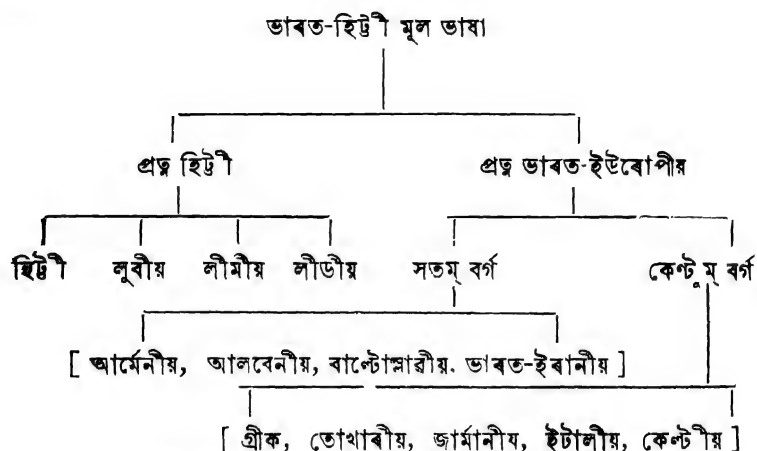 ভাৰত-হিট্টী মূল ভাষা
প্ৰত্ন হিট্টী প্ৰত্ন ভাৰত-ইউৰোপীয়
হিট্টী লুবীয় লীমীয় লীডীয় সতম্ বৰ্গ কেণ্টুম্ বৰ্গ
[ আৰ্মেনীয়, আলবেনীয়, বাল্টোস্লাৱীয়. ভাৰত-ইৰানীয় ]
[ গ্ৰীক, তোখাৰীয়, জাৰ্মানীয, ইটালীয়, কেল্টীয় ]